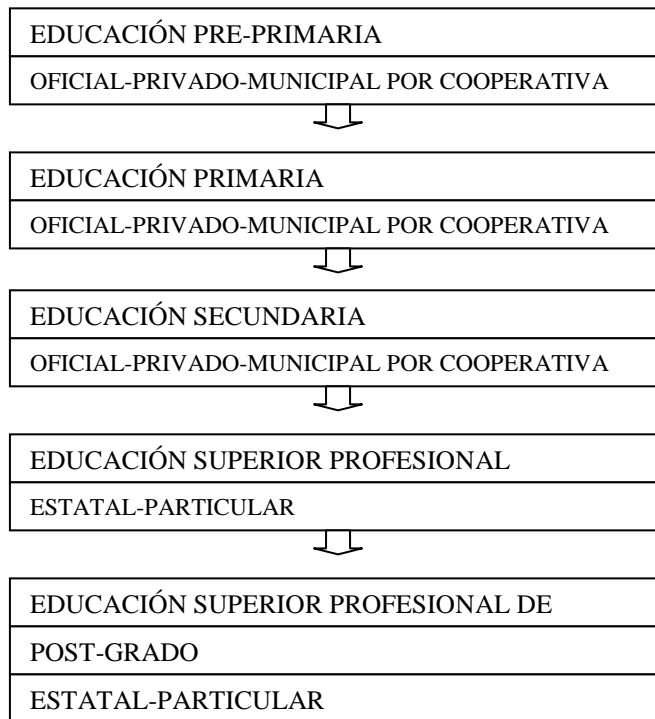 EDUCACIÓN PRE-PRIMARIA
OFICIAL-PRIVADO-MUNICIPAL POR COOPERATIVA
EDUCACIÓN PRIMARIA
OFICIAL-PRIVADO-MUNICIPAL POR COOPERATIVA
EDUCACIÓN SECUNDARIA
OFICIAL-PRIVADO-MUNICIPAL POR COOPERATIVA
EDUCACIÓN SUPERIOR PROFESIONAL
ESTATAL-PARTICULAR
EDUCACIÓN SUPERIOR PROFESIONAL DE
POST-GRADO
ESTATAL-PARTICULAR